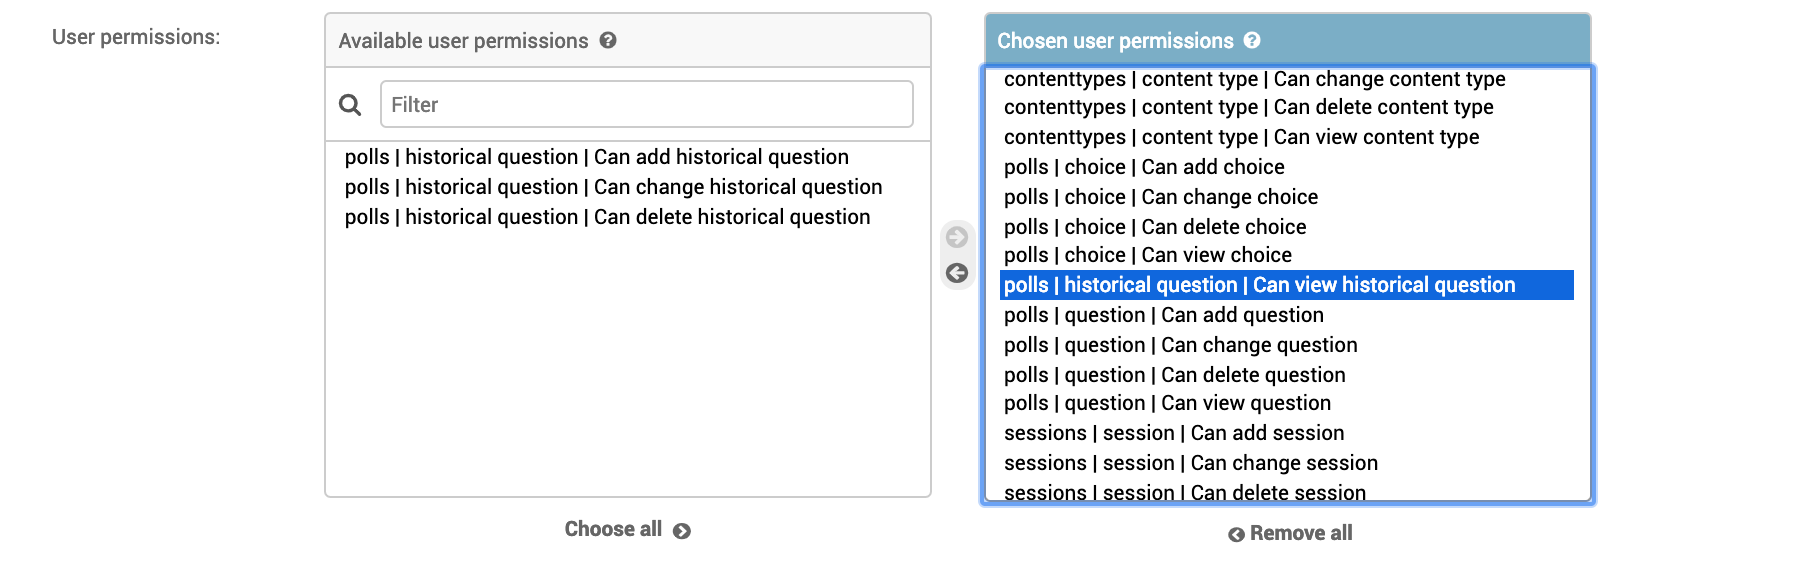 User permissions:
Available user permissions
Filter
polls | historical question | Can add historical question
polls | historical question | Can change historical question
polls | historical question | Can delete historical question
Choose all
Chosen user permissions
contenttypes | content type | Can change content type
contenttypes | content type | Can delete content type
contenttypes | content type | Can view content type
polls | choice | Can add choice
polls | choice | Can change choice
polls | choice | Can delete choice
polls | choice | Can view choice
polls | historical question | Can view historical question
polls | question | Can add question
polls | question | Can change question
polls | question | Can delete question
polls | question | Can view question
sessions | session | Can add session
sessions | session | Can change session
sessions | session | Can delete session
Remove all